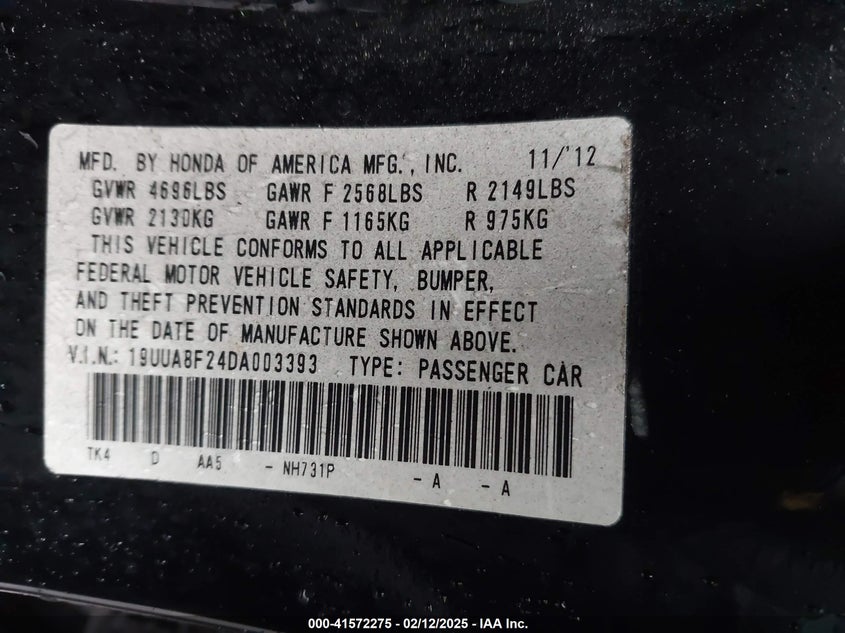 MFD. BY HONDA OF AMERICA MFG., INC. 11/'12
GVWR 4696LBS GAWR F 2568LBS R 2149LBS
GVWR 2130KG GAWR F 1165KG R 975KG
THIS VEHICLE CONFORMS TO ALL APPLICABLE
FEDERAL MOTOR VEHICLE SAFETY, BUMPER,
AND THEFT PREVENTION STANDARDS IN EFFECT
ON THE DATE OF MANUFACTURE SHOWN ABOVE.
V.I.N.: 19UUA8F24DA003393 TYPE: PASSENGER CAR
TK4 D AA5 - NH731P - A - A
000-41572275 - 02/12/2025 - IAA Inc.